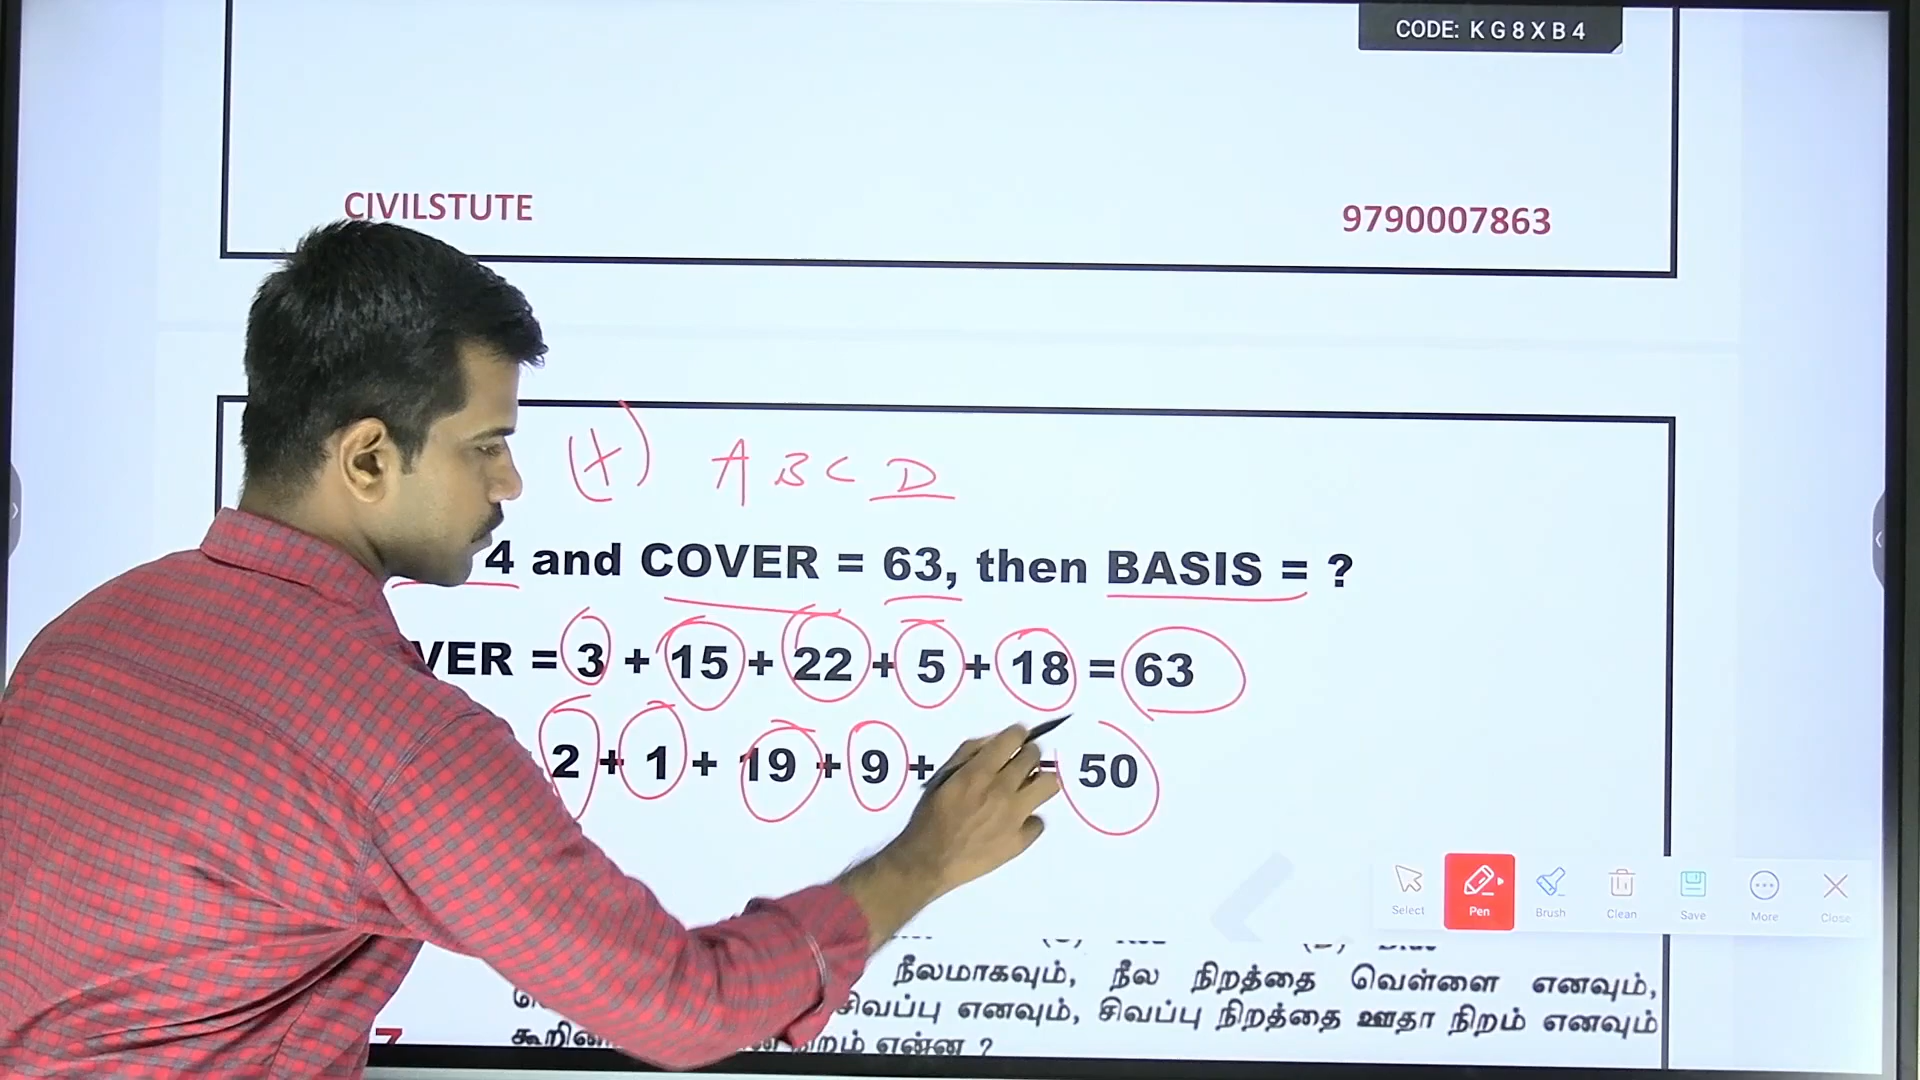 CODE: K G 8 X B 4
CIVILSTUTE
9790007863
(+) A B C D
4 and COVER = 63, then BASIS = ?
VER = 3 + 15 + 22 + 5 + 18 = 63
2 + 1 + 19 + 9 + = 50
Select Pen Brush Clean Save More Close
நீலமாகவும், நீல நிறத்தை வெள்ளை எனவும்,
சிவப்பு எனவும், சிவப்பு நிறத்தை ஊதா நிறம் எனவும்
என்ன ?